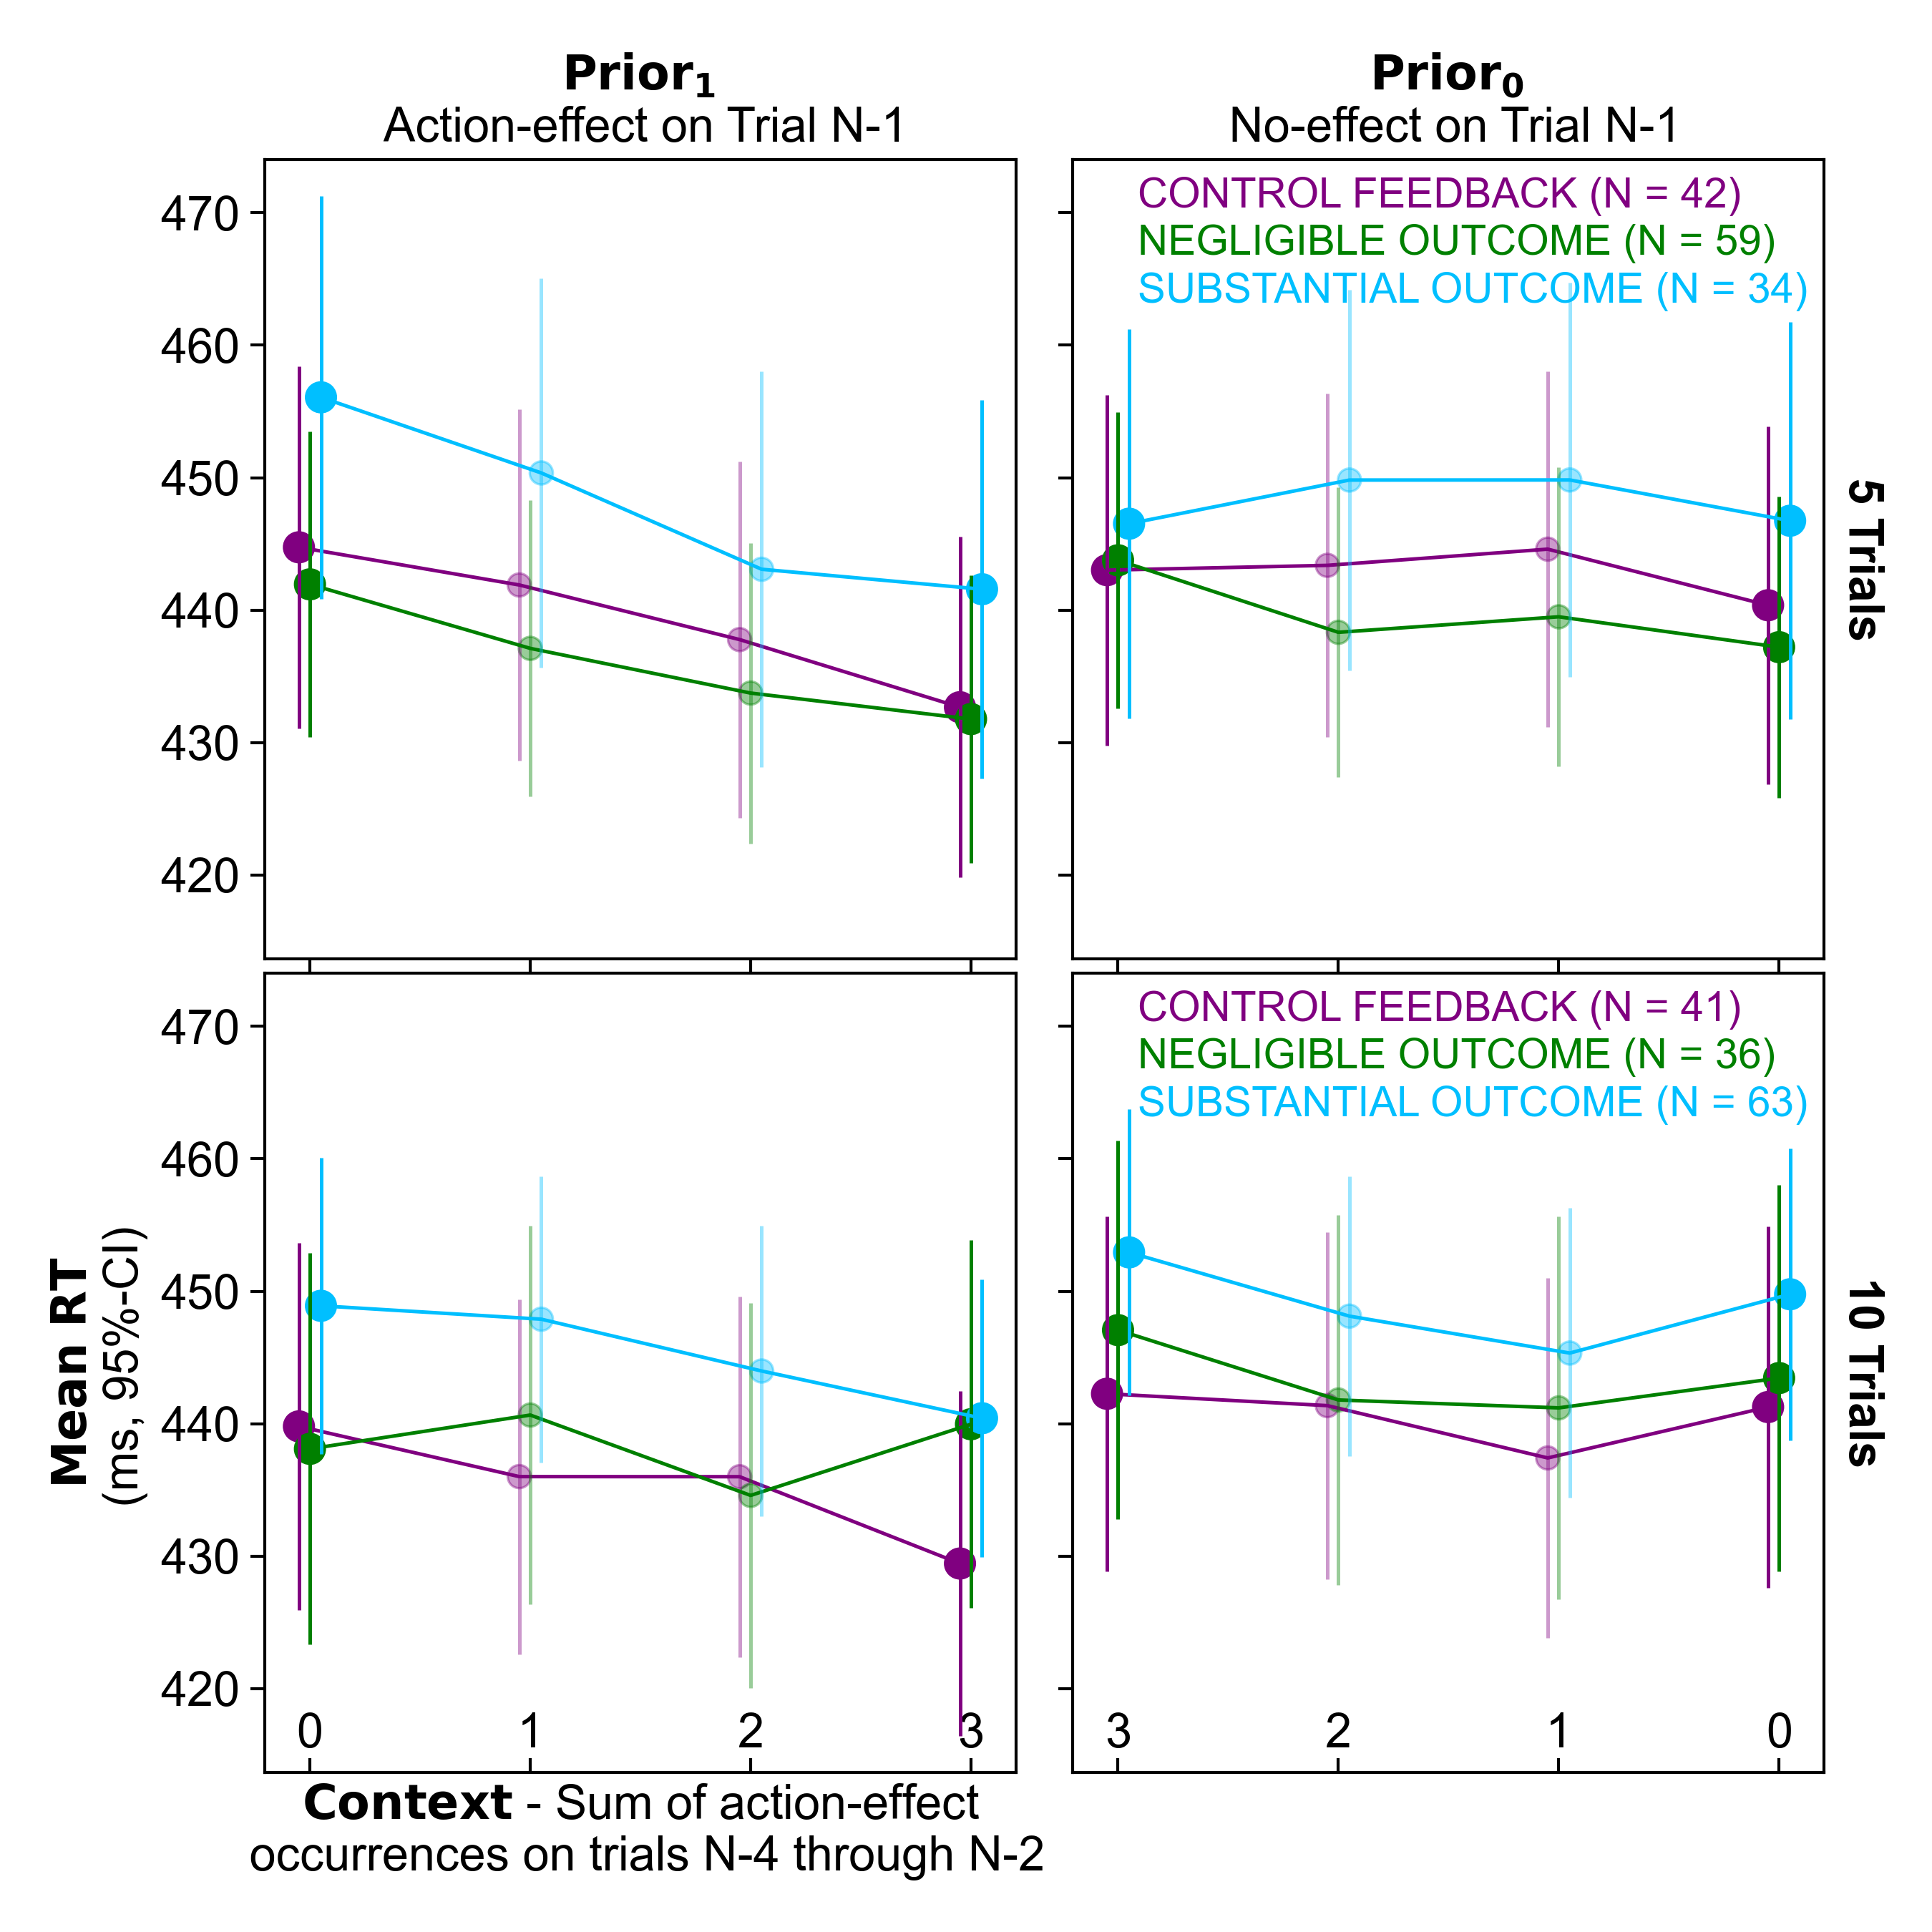 Prior1
Action-effect on Trial N-1
Prior0
No-effect on Trial N-1
470
460
450
440
430
420
CONTROL FEEDBACK (N = 42)
NEGLIGIBLE OUTCOME (N = 59)
SUBSTANTIAL OUTCOME (N = 34)
5 Trials
Mean RT
(ms, 95%-CI)
470
460
450
440
430
420
0 1 2 3
CONTROL FEEDBACK (N = 41)
NEGLIGIBLE OUTCOME (N = 36)
SUBSTANTIAL OUTCOME (N = 63)
3 2 1 0
10 Trials
Context - Sum of action-effect
occurrences on trials N-4 through N-2